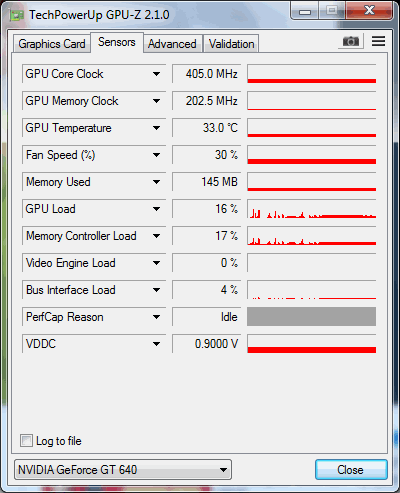 TechPowerUp GPU-Z 2.1.0
Graphics Card Sensors Advanced Validation
GPU Core Clock 405.0 MHz
GPU Memory Clock 202.5 MHz
GPU Temperature 33.0 °C
Fan Speed (%) 30 %
Memory Used 145 MB
GPU Load 16 %
Memory Controller Load 17 %
Video Engine Load 0 %
Bus Interface Load 4 %
PerfCap Reason Idle
VDDC 0.9000 V
Log to file
NVIDIA GeForce GT 640 Close